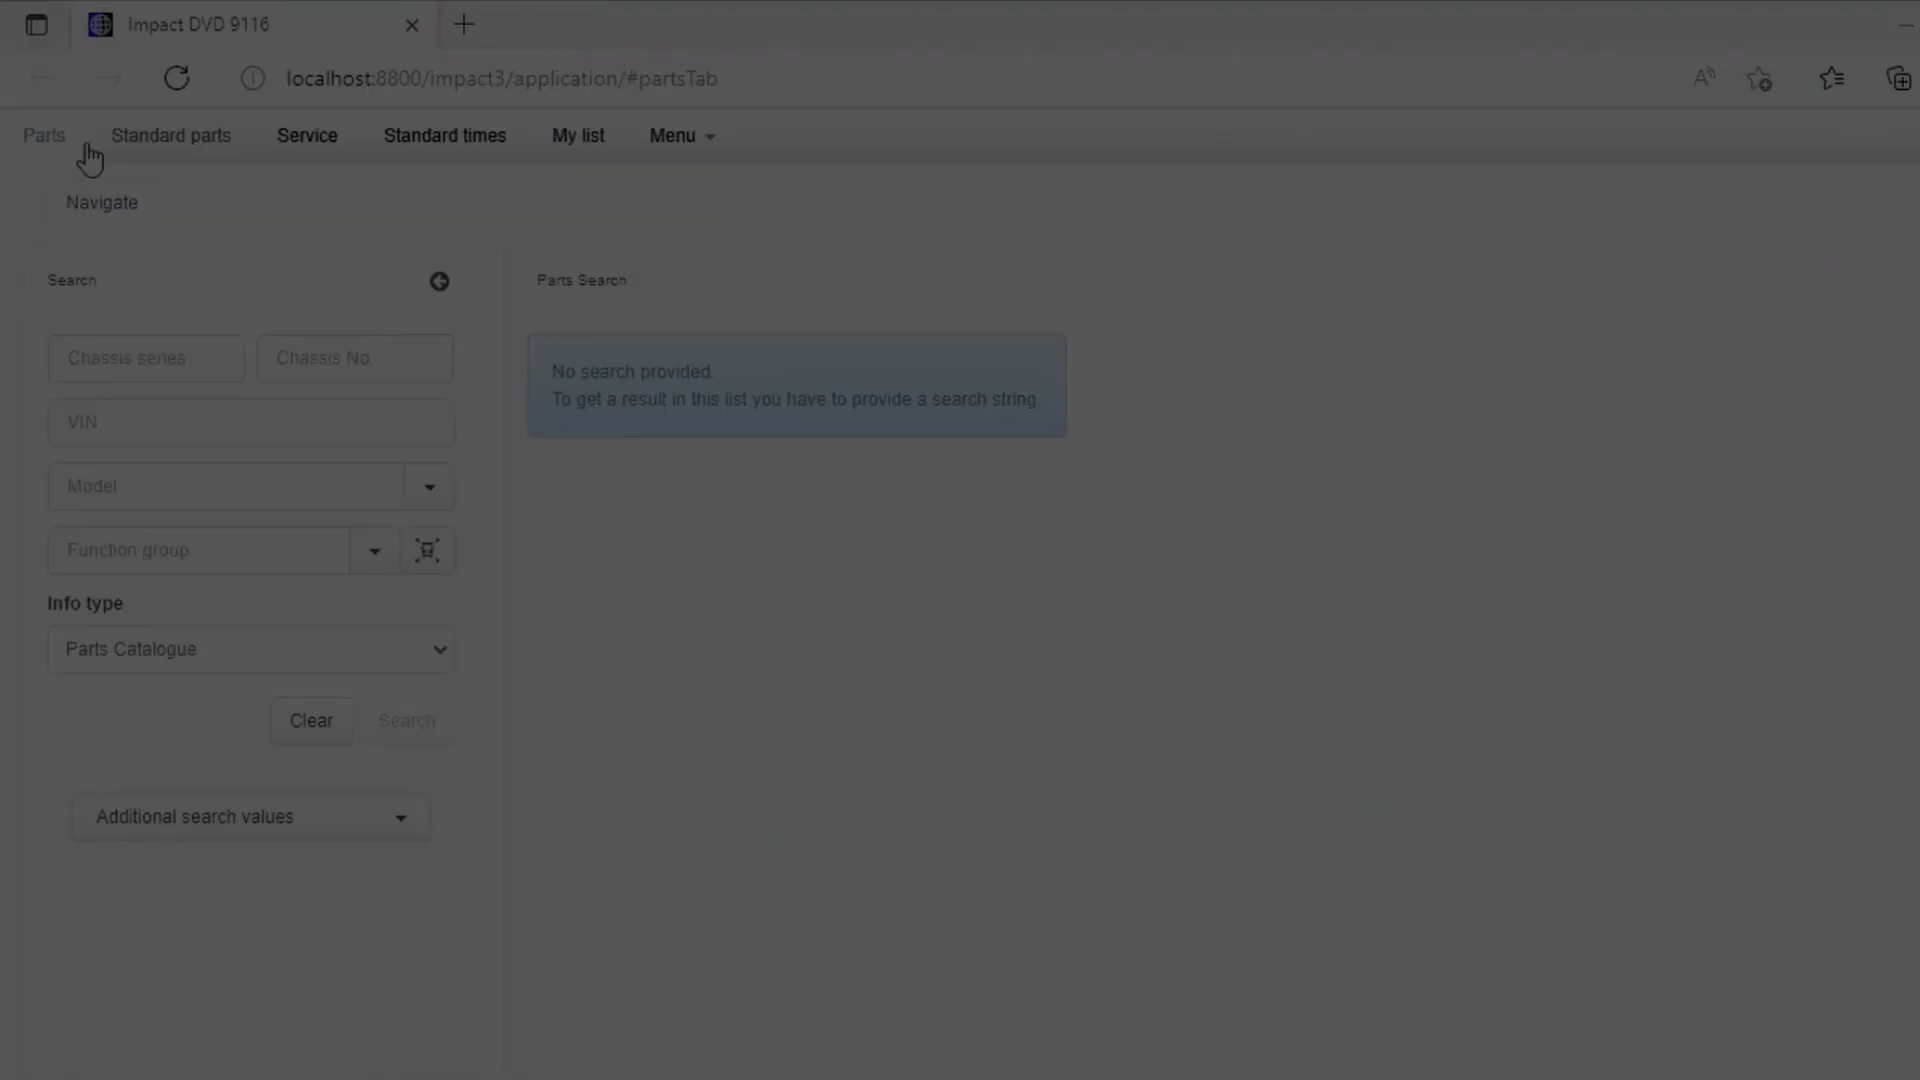 Impact DVD 9116
localhost:8800/impact3/application/#partsTab
Parts Standard parts Service Standard times My list Menu
Navigate
Search
Parts Search
Chassis series Chassis No.
No search provided.
To get a result in this list you have to provide a search string.
VIN
Model
Function group
Info type
Parts Catalogue
Clear Search
Additional search values